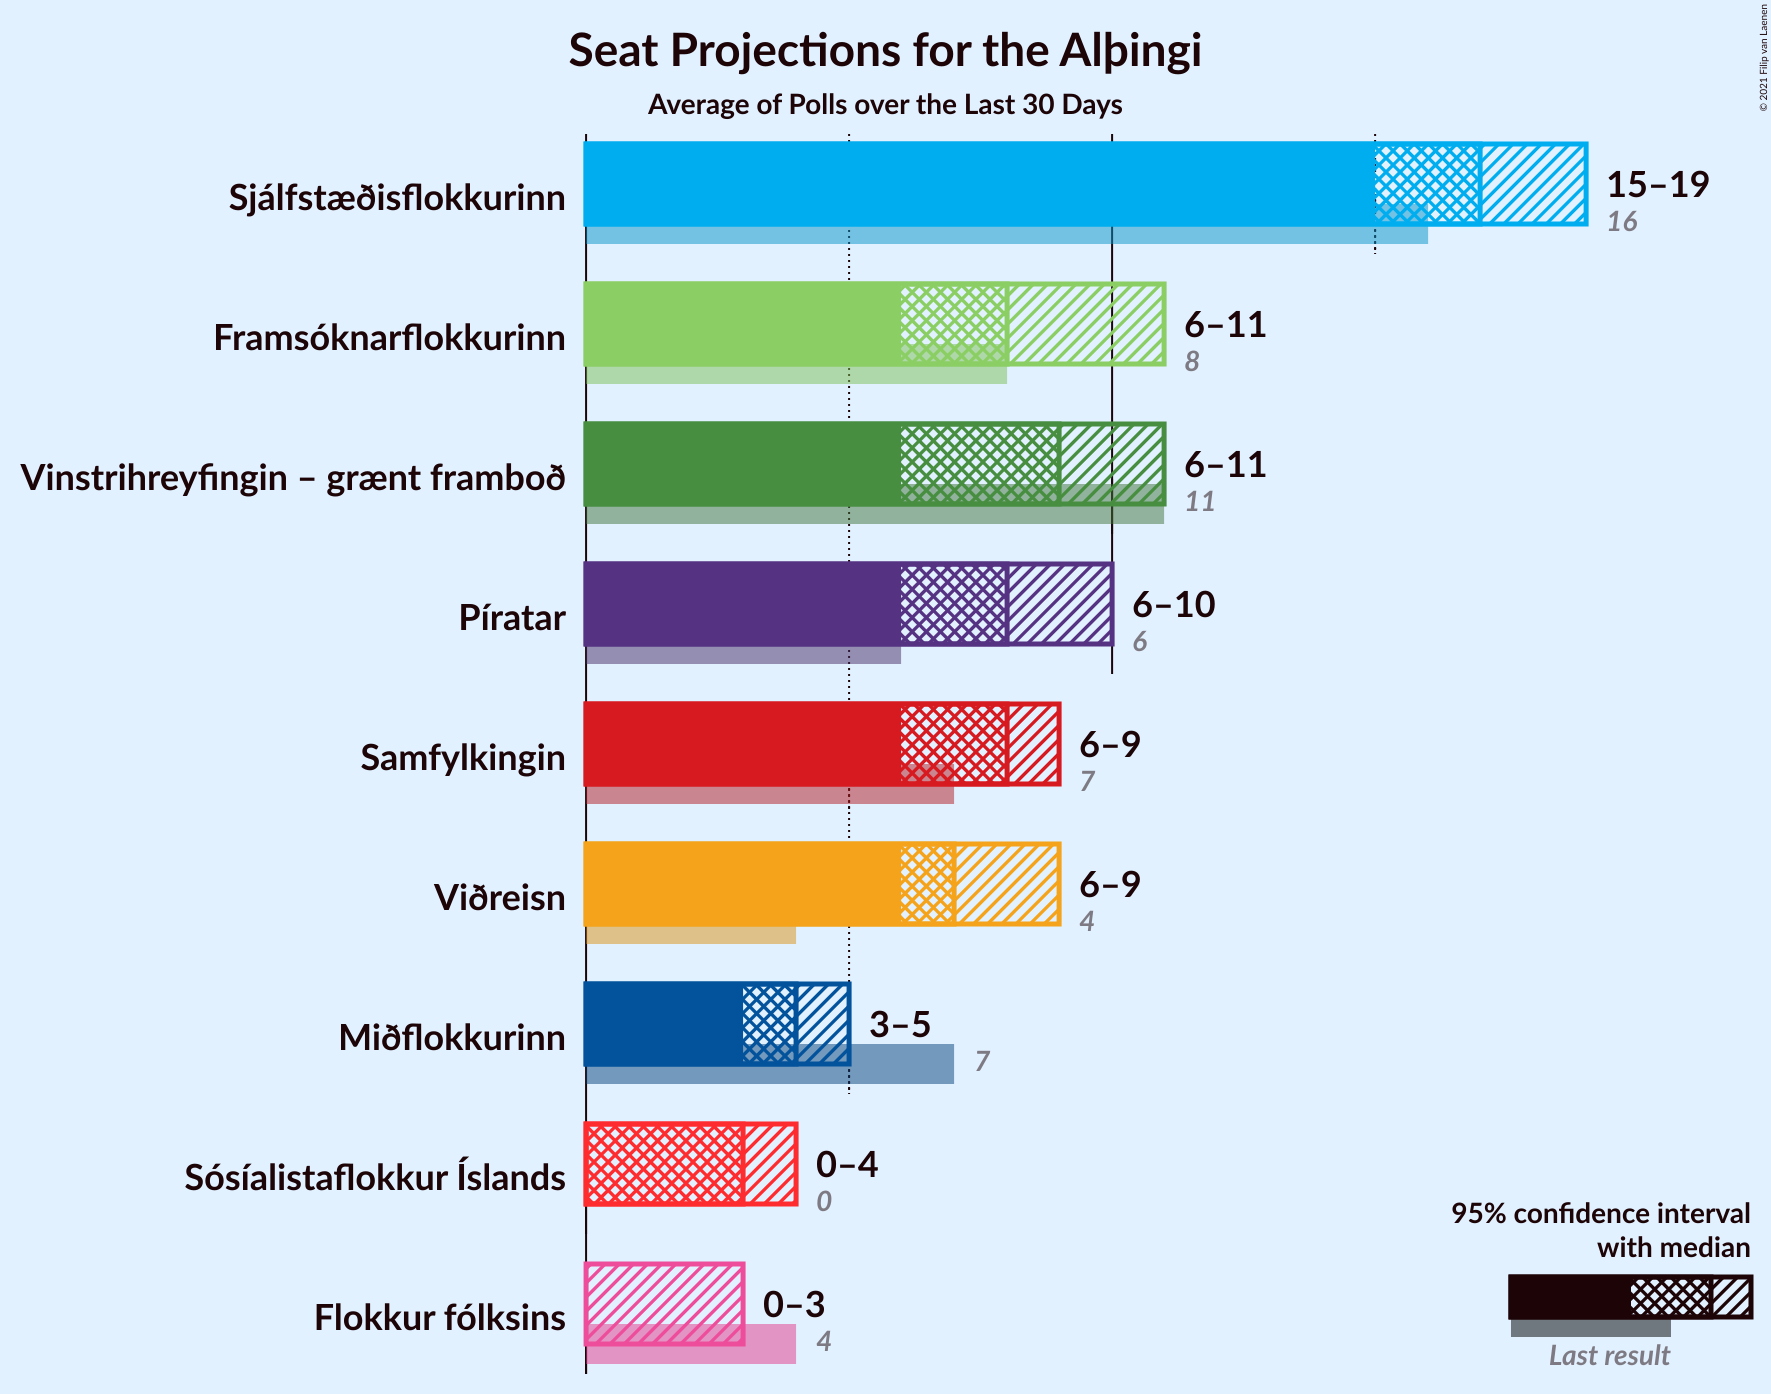 Seat Projections for the Alþingi
Average of Polls over the Last 30 Days
© 2021 Filip van Laenen
Sjálfstæðisflokkurinn
15–19
16
Framsóknarflokkurinn
6–11
8
Vinstrihreyfingin – grænt framboð
6–11
11
Píratar
6–10
6
Samfylkingin
6–9
7
Viðreisn
6–9
4
Miðflokkurinn
3–5
7
Sósíalistaflokkur Íslands
0–4
0
Flokkur fólksins
0–3
4
95% confidence interval
with median
Last result